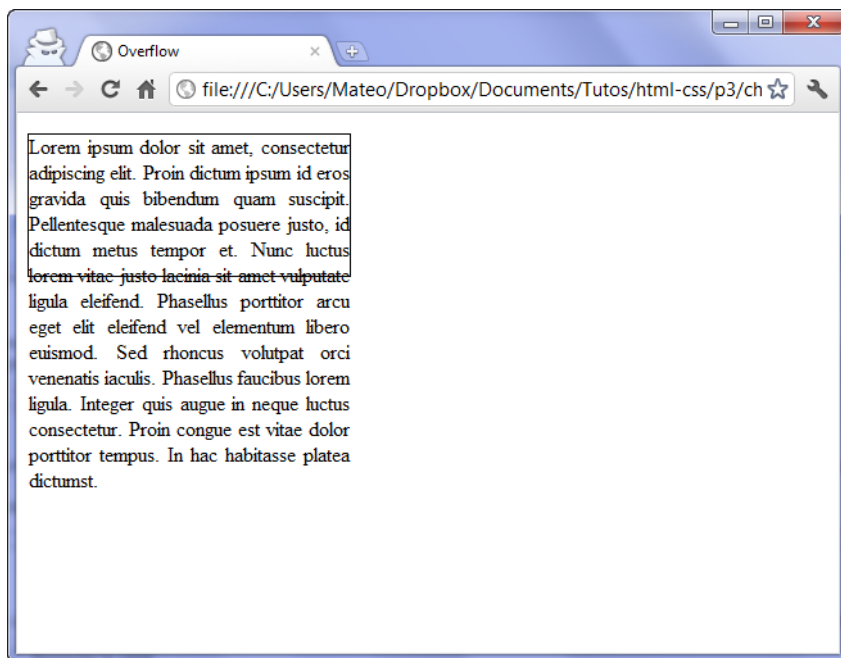 Overflow
file:///C:/Users/Mateo/Dropbox/Documents/Tutos/html-css/p3/ch
Lorem ipsum dolor sit amet, consectetur
adipiscing elit. Proin dictum ipsum id eros
gravida quis bibendum quam suscipit.
Pellentesque malesuada posuere justo, id
dictum metus tempor et. Nunc luctus
lorem vitae justo lacinia sit amet vulputate
ligula eleifend. Phasellus porttitor arcu
eget elit eleifend vel elementum libero
euismod. Sed rhoncus volutpat orci
venenatis iaculis. Phasellus faucibus lorem
ligula. Integer quis augue in neque luctus
consectetur. Proin congue est vitae dolor
porttitor tempus. In hac habitasse platea
dictumst.